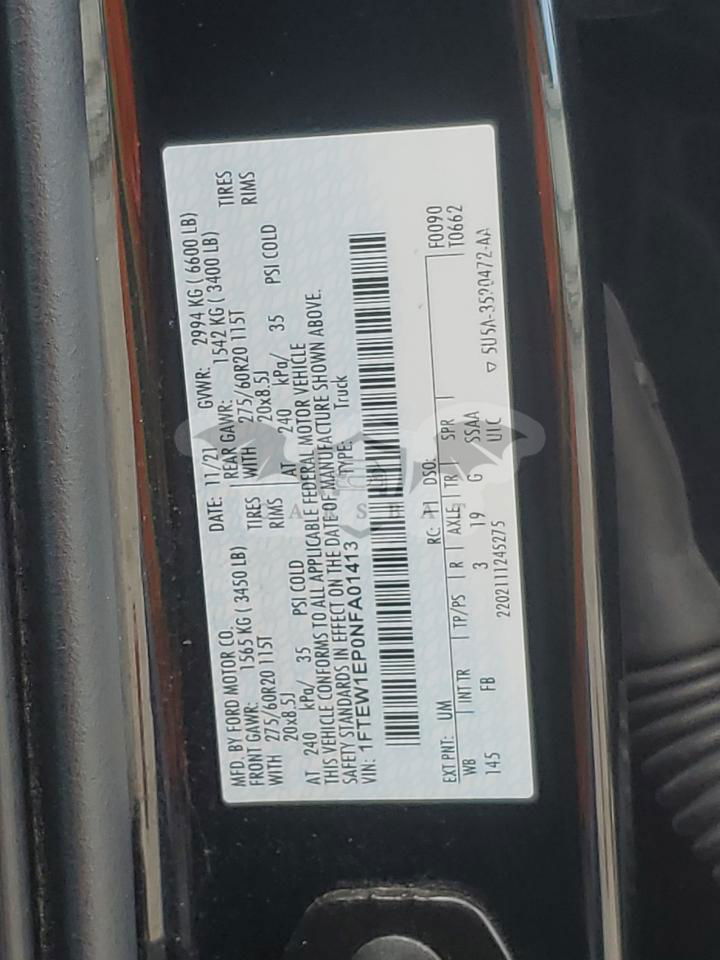 MFD. BY FORD MOTOR CO.
DATE: 11/21 GVWR: 2994 KG ( 6600 LB)
FRONT GAWR: 1565 KG ( 3450 LB) REAR GAWR: 1542 KG ( 3400 LB)
WITH 275/60R20 115T TIRES WITH 275/60R20 115T TIRES
20x8.5J RIMS 20x8.5J RIMS
AT 240 kPa/ 35 PSI COLD AT 240 kPa/ 35 PSI COLD
THIS VEHICLE CONFORMS TO ALL APPLICABLE FEDERAL MOTOR VEHICLE
SAFETY STANDARDS IN EFFECT ON THE DATE OF MANUFACTURE SHOWN ABOVE.
VIN: 1FTEW1EP0NFA01413 TYPE: Truck
F0090
EXT PNT: UM RC: 11 DSO: T0662
WB INT TR TP/PS R AXLE TR SPR
145 FB 3 19 G SSAA
2202111245275 UTC 5U5A-3520472-AA